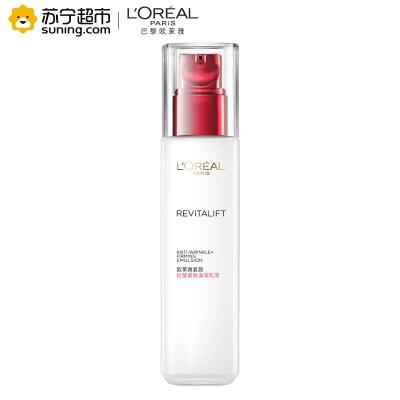 苏宁超市
suning.com
L'ORÉAL
PARIS
巴黎欧莱雅
L'ORÉAL
PARIS
REVITALIFT
ANTI-WRINKLE+
FIRMING
EMULSION
欧莱雅复颜
抗皱紧致滋润乳液